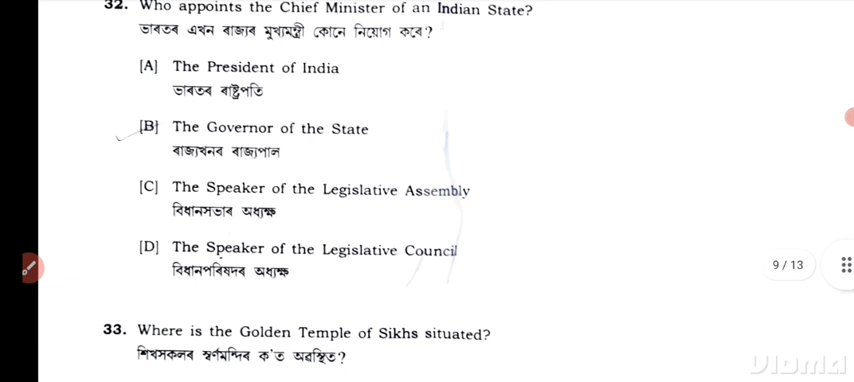 32. Who appoints the Chief Minister of an Indian State?
ভাৰতৰ এখন ৰাজ্যৰ মুখ্যমন্ত্ৰী কোনে নিয়োগ কৰে?
[A] The President of India
ভাৰতৰ ৰাষ্ট্ৰপতি
[B] The Governor of the State
ৰাজ্যখনৰ ৰাজ্যপাল
[C] The Speaker of the Legislative Assembly
বিধানসভাৰ অধ্যক্ষ
[D] The Speaker of the Legislative Council
বিধানপৰিষদৰ অধ্যক্ষ
9 / 13
33. Where is the Golden Temple of Sikhs situated?
শিখসকলৰ স্বৰ্ণমন্দিৰ ক'ত অৱস্থিত?
VIDMA